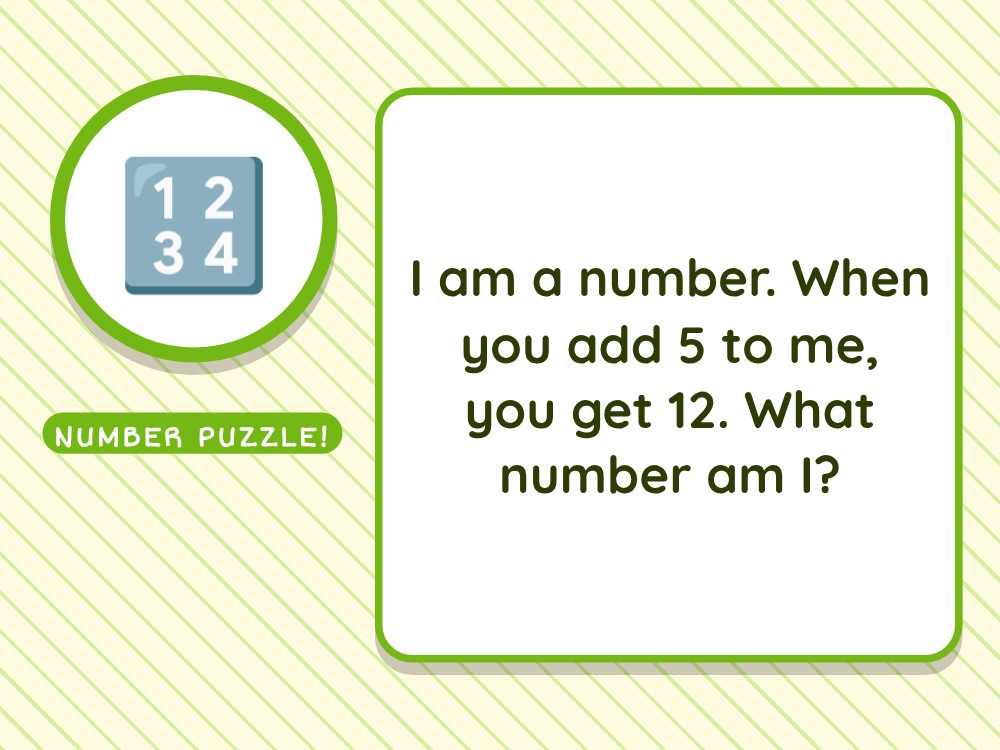 1 2
3 4
NUMBER PUZZLE!
I am a number. When
you add 5 to me,
you get 12. What
number am I?